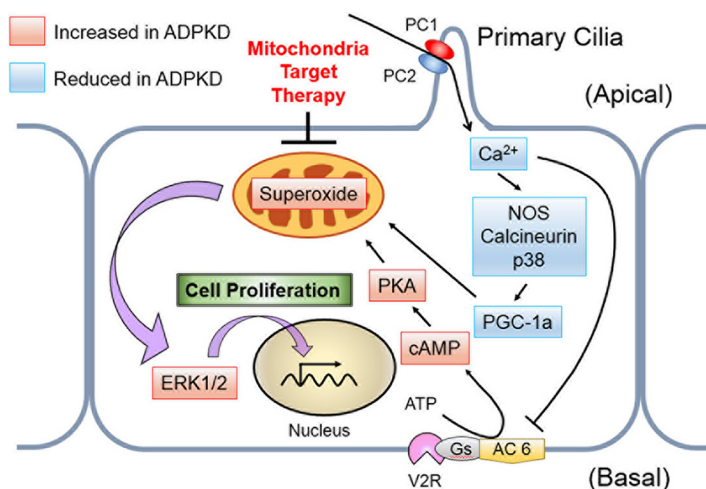 Increased in ADPKD
Reduced in ADPKD
Mitochondria
Target
Therapy
PC1
PC2
Primary Cilia
(Apical)
Ca2+
Superoxide
NOS
Calcineurin
p38
Cell Proliferation
PKA
PGC-1a
cAMP
ERK1/2
ATP
Nucleus
Gs
AC 6
V2R
(Basal)